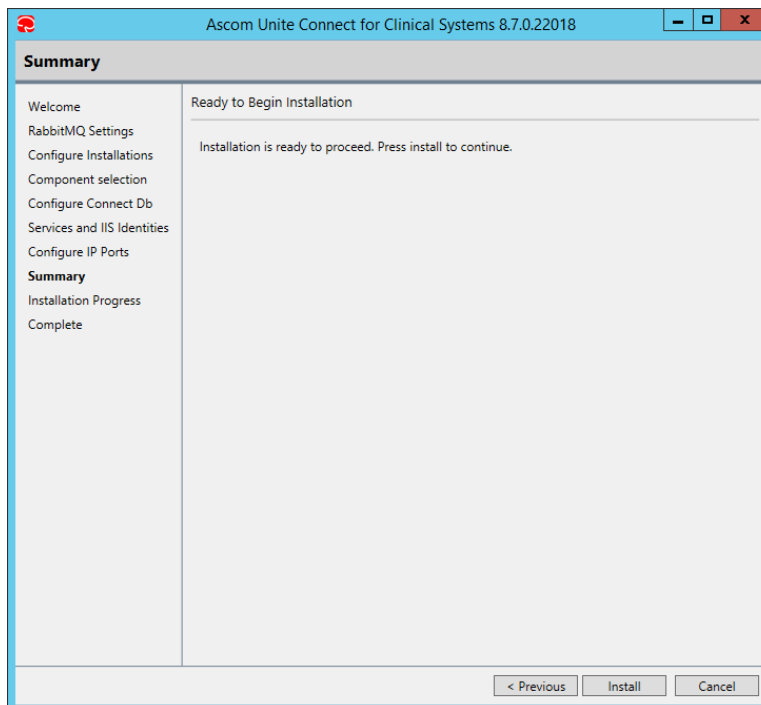 Ascom Unite Connect for Clinical Systems 8.7.0.22018
Summary
Welcome
RabbitMQ Settings
Configure Installations
Component selection
Configure Connect Db
Services and IIS Identities
Configure IP Ports
Summary
Installation Progress
Complete
Ready to Begin Installation
Installation is ready to proceed. Press install to continue.
< Previous
Install
Cancel